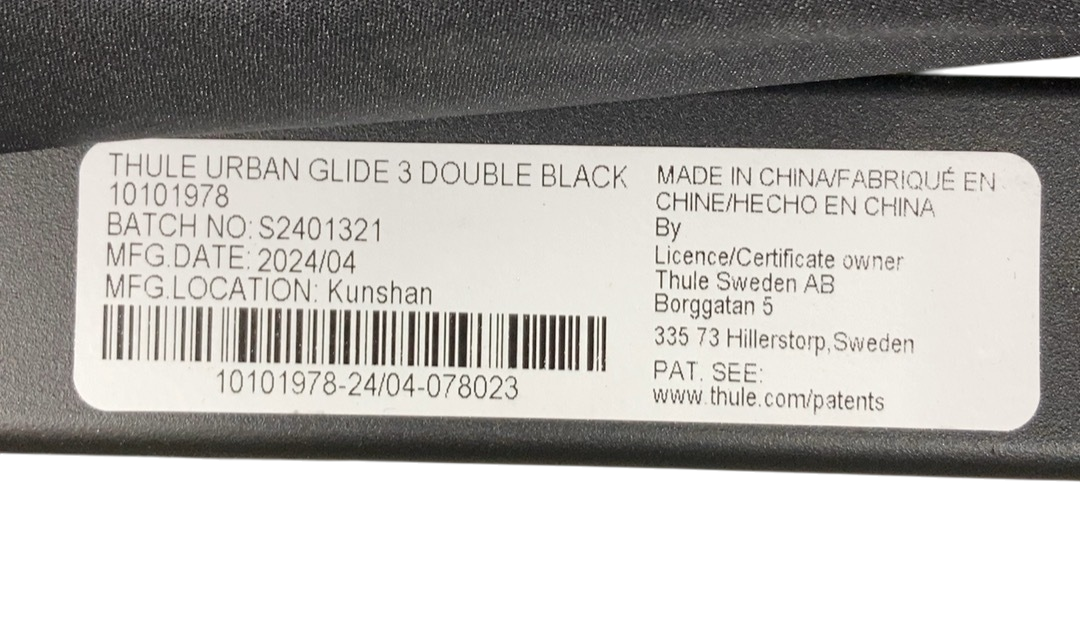 THULE URBAN GLIDE 3 DOUBLE BLACK
10101978
BATCH NO: S2401321
MFG.DATE: 2024/04
MFG.LOCATION: Kunshan
10101978-24/04-078023
MADE IN CHINA/FABRIQUÉ EN
CHINE/HECHO EN CHINA
By
Licence/Certificate owner
Thule Sweden AB
Borggatan 5
335 73 Hillerstorp,Sweden
PAT. SEE:
www.thule.com/patents